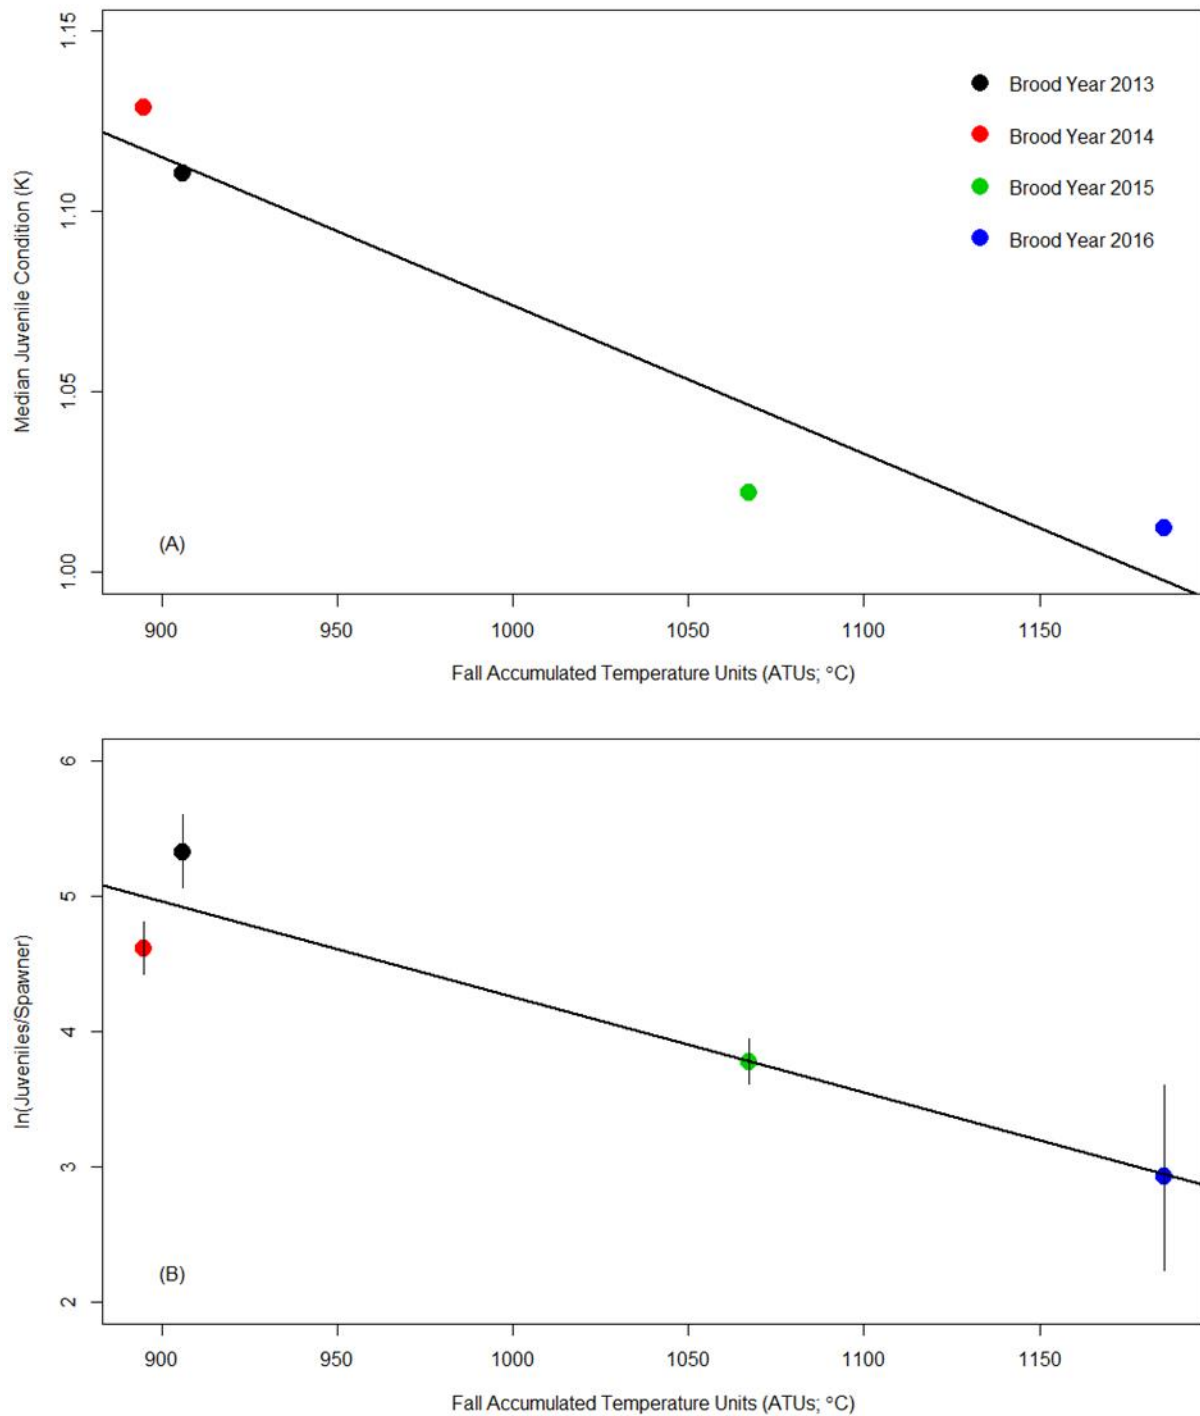 1.15
1.10
1.05
1.00
Median Juvenile Condition (K)
Brood Year 2013
Brood Year 2014
Brood Year 2015
Brood Year 2016
(A)
900 950 1000 1050 1100 1150
Fall Accumulated Temperature Units (ATUs; °C)
6
5
4
3
2
ln(Juveniles/Spawner)
(B)
900 950 1000 1050 1100 1150
Fall Accumulated Temperature Units (ATUs; °C)